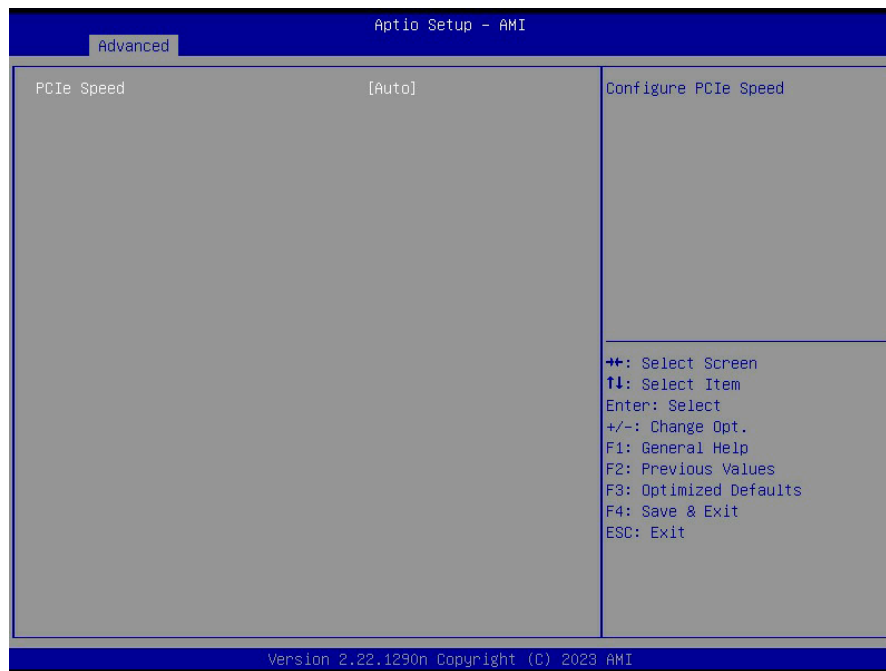 Aptio Setup – AMI
Advanced
PCIe Speed [Auto]
Configure PCIe Speed
→←: Select Screen
↑↓: Select Item
Enter: Select
+/-: Change Opt.
F1: General Help
F2: Previous Values
F3: Optimized Defaults
F4: Save & Exit
ESC: Exit
Version 2.22.1290n Copyright (C) 2023 AMI